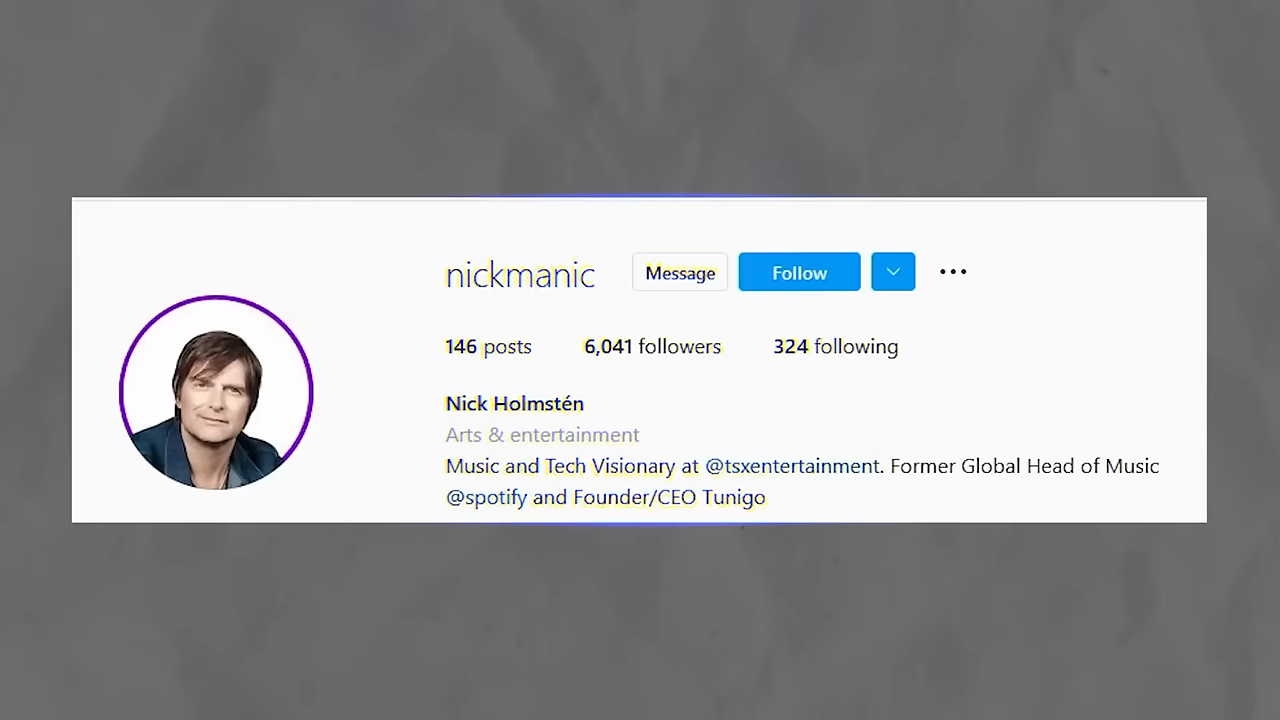 nickmanic Message Follow
146 posts 6,041 followers 324 following
Nick Holmstén
Arts & entertainment
Music and Tech Visionary at @tsxentertainment. Former Global Head of Music
@spotify and Founder/CEO Tunigo